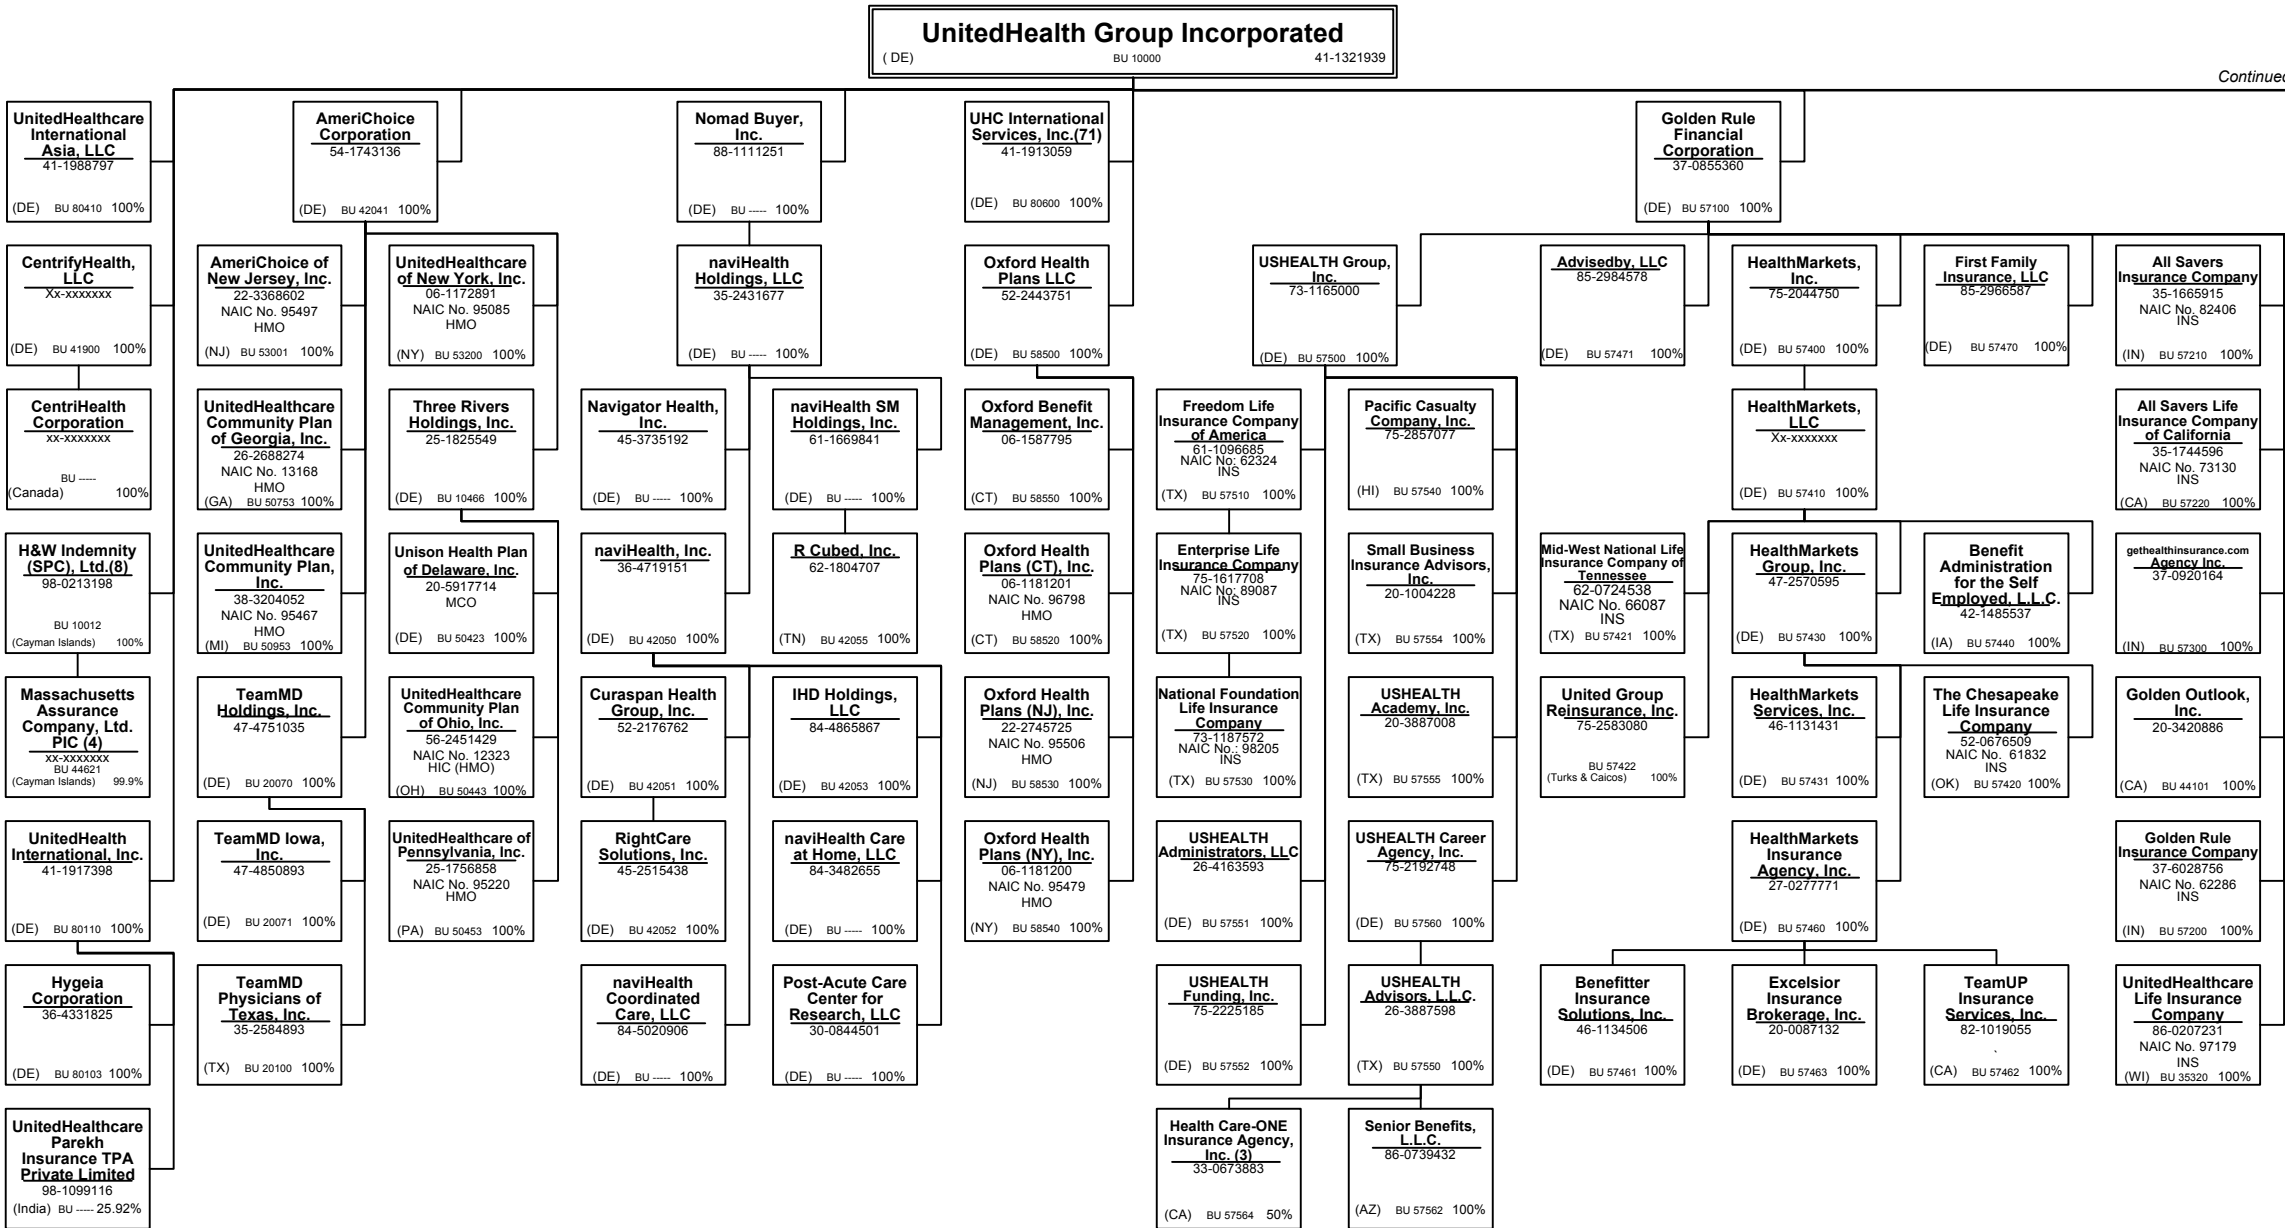 UnitedHealth Group Incorporated
( DE) BU 10000 41-1321939
Continued
UnitedHealthcare
International
Asia, LLC
41-1988797
(DE) BU 80410 100%
AmeriChoice
Corporation
54-1743136
(DE) BU 42041 100%
Nomad Buyer,
Inc.
88-1111251
(DE) BU ----- 100%
UHC International
Services, Inc.(71)
41-1913059
(DE) BU 80600 100%
Golden Rule
Financial
Corporation
37-0855360
(DE) BU 57100 100%
CentrifyHealth,
LLC
Xx-xxxxxxx
(DE) BU 41900 100%
AmeriChoice of
New Jersey, Inc.
22-3368602
NAIC No. 95497
HMO
(NJ) BU 53001 100%
UnitedHealthcare
of New York, Inc.
06-1172891
NAIC No. 95085
HMO
(NY) BU 53200 100%
naviHealth
Holdings, LLC
35-2431677
(DE) BU ----- 100%
Oxford Health
Plans LLC
52-2443751
(DE) BU 58500 100%
USHEALTH Group,
Inc.
73-1165000
(DE) BU 57500 100%
Advisedby, LLC
85-2984578
(DE) BU 57471 100%
HealthMarkets,
Inc.
75-2044750
(DE) BU 57400 100%
First Family
Insurance, LLC
85-2966587
(DE) BU 57470 100%
All Savers
Insurance Company
35-1665915
NAIC No. 82406
INS
(IN) BU 57210 100%
CentriHealth
Corporation
xx-xxxxxxx
BU -----
(Canada) 100%
UnitedHealthcare
Community Plan
of Georgia, Inc.
26-2688274
NAIC No. 13168
HMO
(GA) BU 50753 100%
Three Rivers
Holdings, Inc.
25-1825549
(DE) BU 10466 100%
Navigator Health,
Inc.
45-3735192
(DE) BU ----- 100%
naviHealth SM
Holdings, Inc.
61-1669841
(DE) BU ----- 100%
Oxford Benefit
Management, Inc.
06-1587795
(CT) BU 58550 100%
Freedom Life
Insurance Company
of America
61-1096685
NAIC No: 62324
INS
(TX) BU 57510 100%
Pacific Casualty
Company, Inc.
75-2857077
(HI) BU 57540 100%
HealthMarkets,
LLC
Xx-xxxxxxx
(DE) BU 57410 100%
All Savers Life
Insurance Company
of California
35-1744596
NAIC No. 73130
INS
(CA) BU 57220 100%
H&W Indemnity
(SPC), Ltd.(8)
98-0213198
BU 10012
(Cayman Islands) 100%
UnitedHealthcare
Community Plan,
Inc.
38-3204052
NAIC No. 95467
HMO
(MI) BU 50953 100%
Unison Health Plan
of Delaware, Inc.
20-5917714
MCO
(DE) BU 50423 100%
naviHealth, Inc.
36-4719151
(DE) BU 42050 100%
R Cubed, Inc.
62-1804707
(TN) BU 42055 100%
Oxford Health
Plans (CT), Inc.
06-1181201
NAIC No. 96798
HMO
(CT) BU 58520 100%
Enterprise Life
Insurance Company
75-1617708
NAIC No: 89087
INS
(TX) BU 57520 100%
Small Business
Insurance Advisors,
Inc.
20-1004228
(TX) BU 57554 100%
Mid-West National Life
Insurance Company of
Tennessee
62-0724538
NAIC No. 66087
INS
(TX) BU 57421 100%
HealthMarkets
Group, Inc.
47-2570595
(DE) BU 57430 100%
Benefit
Administration
for the Self
Employed, L.L.C.
42-1485537
(IA) BU 57440 100%
gethealthinsurance.com
Agency Inc.
37-0920164
(IN) BU 57300 100%
Massachusetts
Assurance
Company, Ltd.
PIC (4)
xx-xxxxxxx
BU 44621
(Cayman Islands) 99.9%
TeamMD
Holdings, Inc.
47-4751035
(DE) BU 20070 100%
UnitedHealthcare
Community Plan
of Ohio, Inc.
56-2451429
NAIC No. 12323
HIC (HMO)
(OH) BU 50443 100%
Curaspan Health
Group, Inc.
52-2176762
(DE) BU 42051 100%
IHD Holdings,
LLC
84-4865867
(DE) BU 42053 100%
Oxford Health
Plans (NJ), Inc.
22-2745725
NAIC No. 95506
HMO
(NJ) BU 58530 100%
National Foundation
Life Insurance
Company
73-1187572
NAIC No.: 98205
INS
(TX) BU 57530 100%
USHEALTH
Academy, Inc.
20-3887008
(TX) BU 57555 100%
United Group
Reinsurance, Inc.
75-2583080
BU 57422
(Turks & Caicos) 100%
HealthMarkets
Services, Inc.
46-1131431
(DE) BU 57431 100%
The Chesapeake
Life Insurance
Company
52-0676509
NAIC No. 61832
INS
(OK) BU 57420 100%
Golden Outlook,
Inc.
20-3420886
(CA) BU 44101 100%
UnitedHealth
International, Inc.
41-1917398
(DE) BU 80110 100%
TeamMD Iowa,
Inc.
47-4850893
(DE) BU 20071 100%
UnitedHealthcare of
Pennsylvania, Inc.
25-1756858
NAIC No. 95220
HMO
(PA) BU 50453 100%
RightCare
Solutions, Inc.
45-2515438
(DE) BU 42052 100%
naviHealth Care
at Home, LLC
84-3482655
(DE) BU ----- 100%
Oxford Health
Plans (NY), Inc.
06-1181200
NAIC No. 95479
HMO
(NY) BU 58540 100%
USHEALTH
Administrators, LLC
26-4163593
(DE) BU 57551 100%
USHEALTH Career
Agency, Inc.
75-2192748
(DE) BU 57560 100%
HealthMarkets
Insurance
Agency, Inc.
27-0277771
(DE) BU 57460 100%
Golden Rule
Insurance Company
37-6028756
NAIC No. 62286
INS
(IN) BU 57200 100%
Hygeia
Corporation
36-4331825
(DE) BU 80103 100%
TeamMD
Physicians of
Texas, Inc.
35-2584893
(TX) BU 20100 100%
naviHealth
Coordinated
Care, LLC
84-5020906
(DE) BU ----- 100%
Post-Acute Care
Center for
Research, LLC
30-0844501
(DE) BU ----- 100%
USHEALTH
Funding, Inc.
75-2225185
(DE) BU 57552 100%
USHEALTH
Advisors, L.L.C.
26-3887598
(TX) BU 57550 100%
Benefitter
Insurance
Solutions, Inc.
46-1134506
(DE) BU 57461 100%
Excelsior
Insurance
Brokerage, Inc.
20-0087132
(DE) BU 57463 100%
TeamUP
Insurance
Services, Inc.
82-1019055
(CA) BU 57462 100%
UnitedHealthcare
Life Insurance
Company
86-0207231
NAIC No. 97179
INS
(WI) BU 35320 100%
UnitedHealthcare
Parekh
Insurance TPA
Private Limited
98-1099116
(India) BU ----- 25.92%
Health Care-ONE
Insurance Agency,
Inc. (3)
33-0673883
(CA) BU 57564 50%
Senior Benefits,
L.L.C.
86-0739432
(AZ) BU 57562 100%